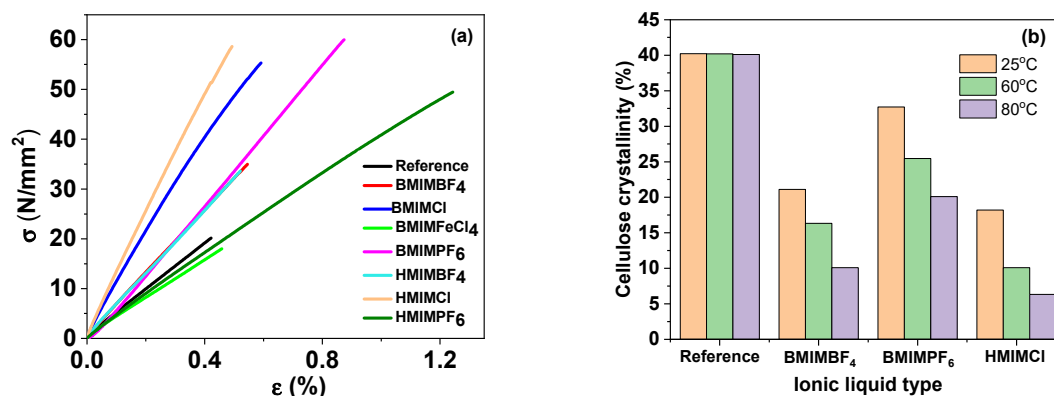 (a)
60
50
40
30
20
10
0
0.0 0.4 0.8 1.2
σ (N/mm²)
ε (%)
Reference
BMIMBF₄
BMIMCl
BMIMFeCl₄
BMIMPF₆
HMIMBF₄
HMIMCl
HMIMPF₆
(b)
45
40
35
30
25
20
15
10
5
0
Cellulose crystallinity (%)
25°C
60°C
80°C
Reference BMIMBF₄ BMIMPF₆ HMIMCl
Ionic liquid type